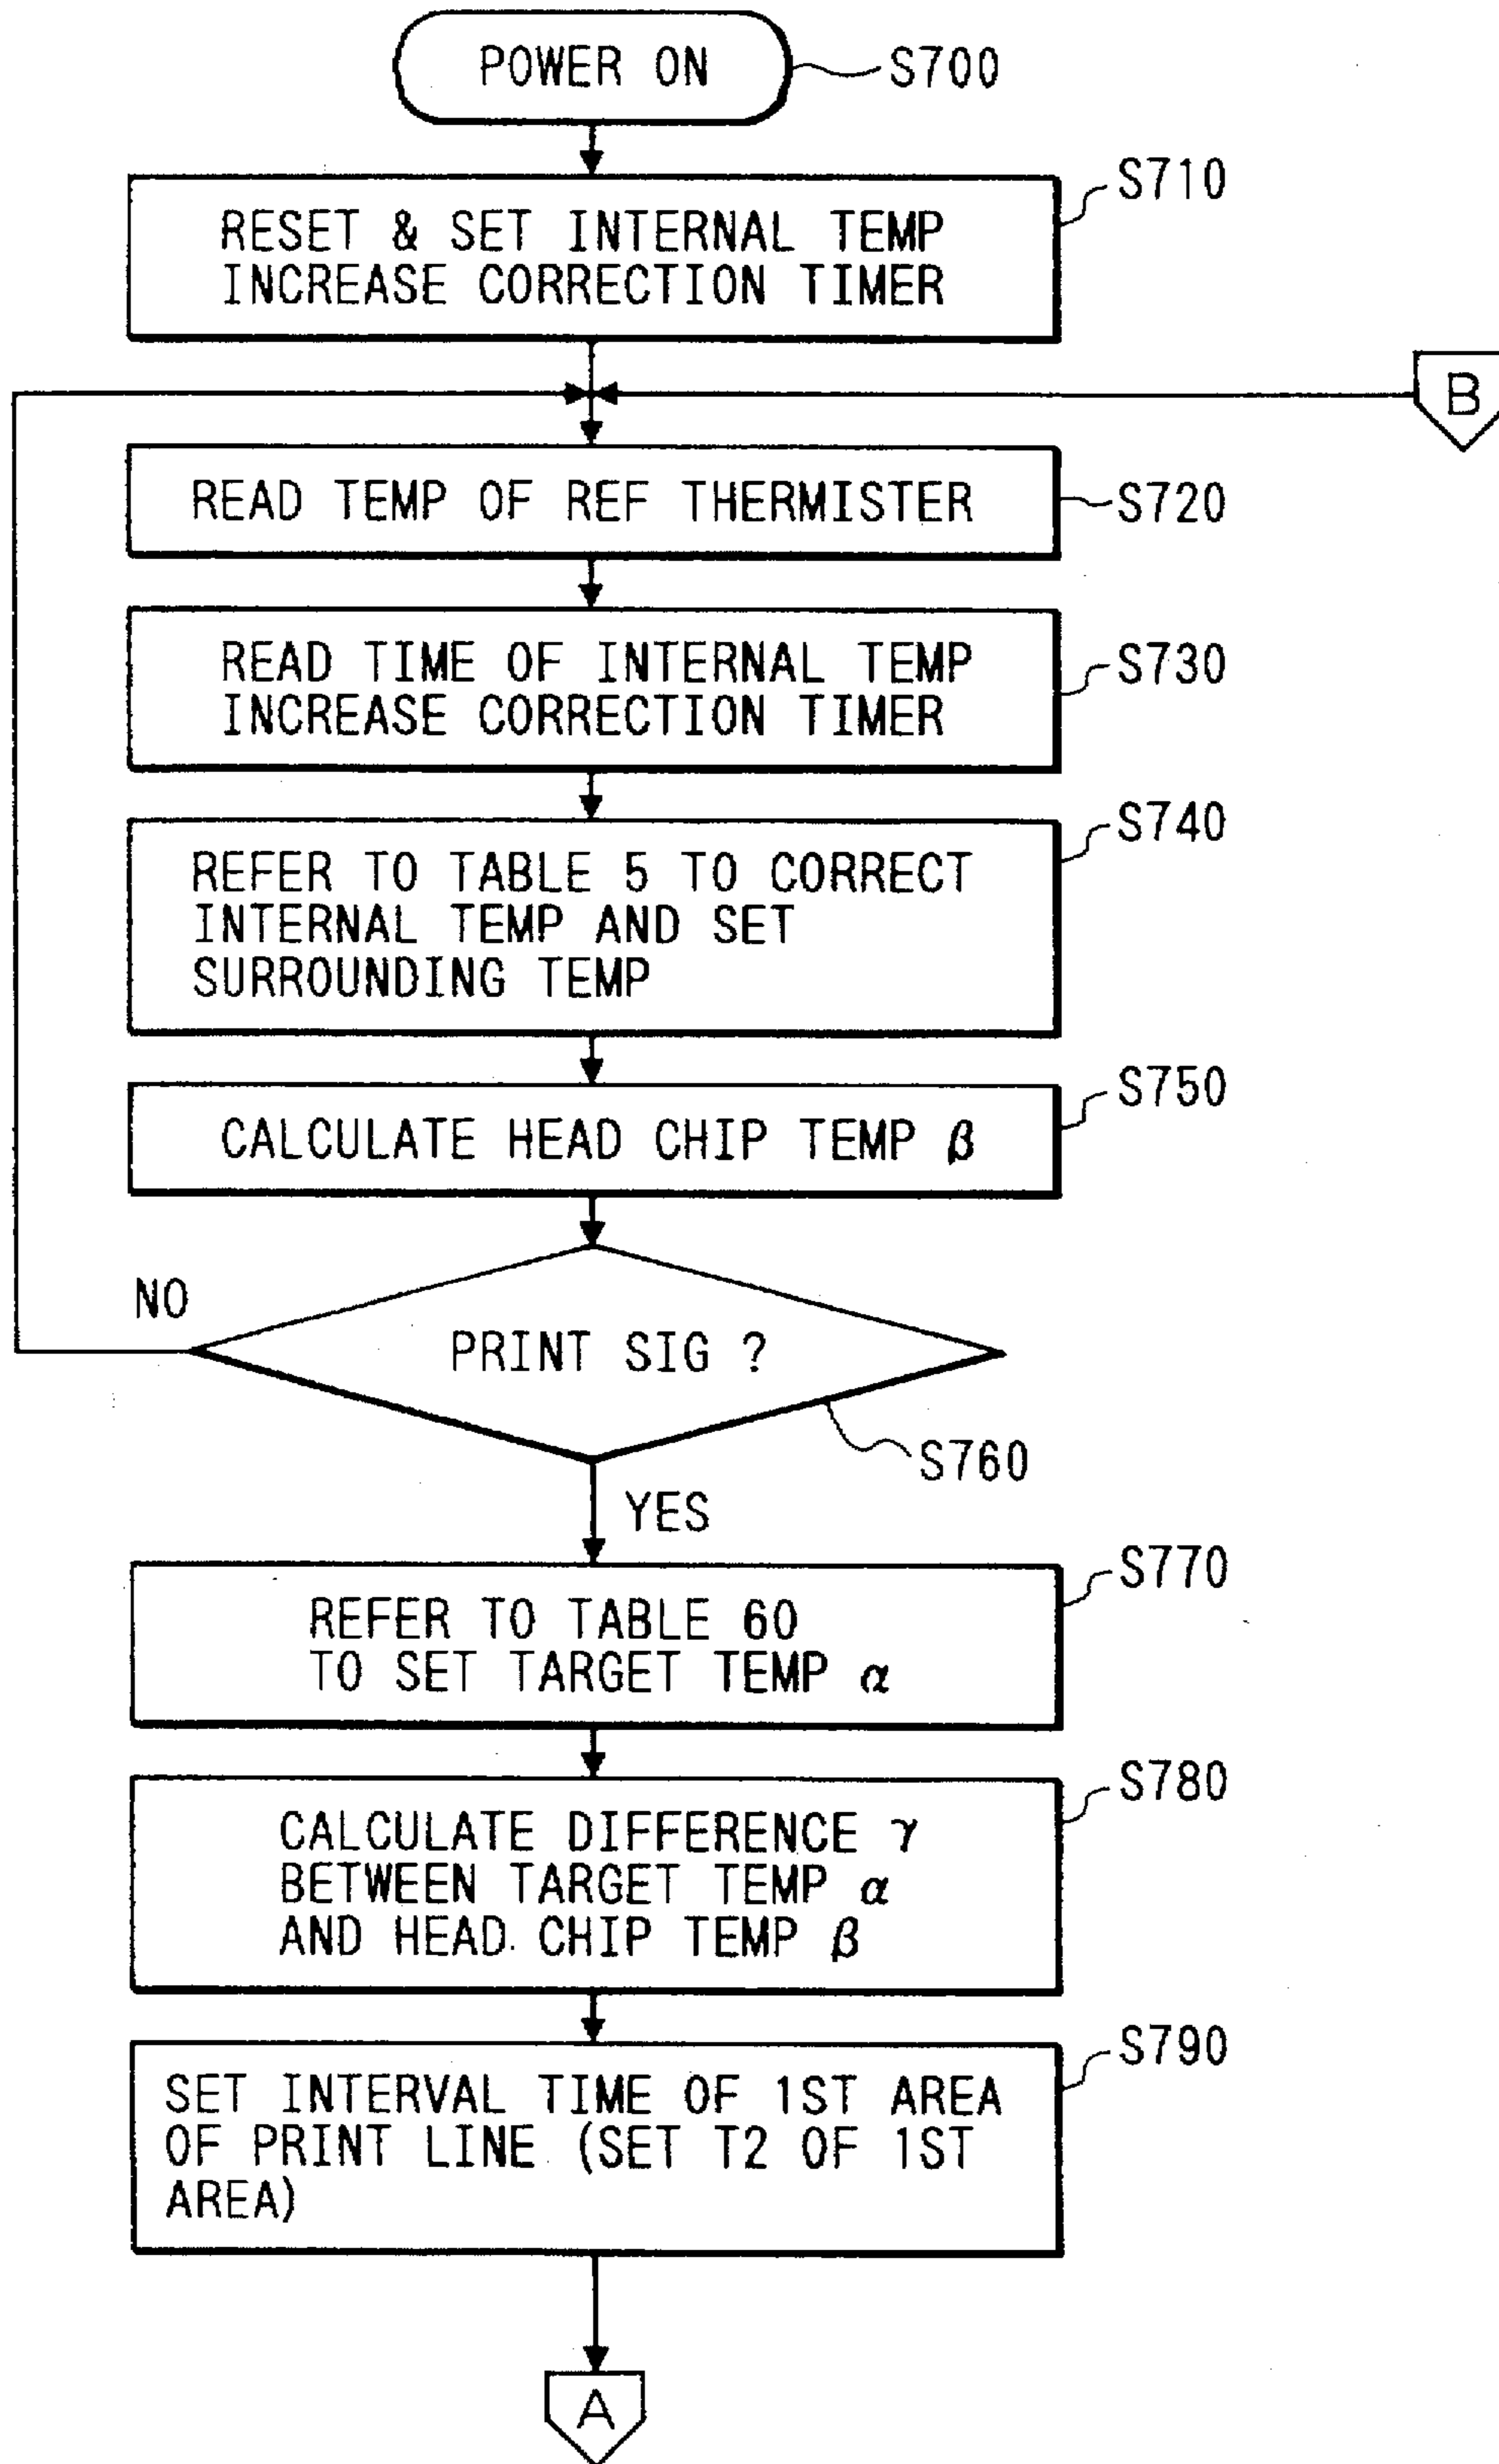 POWER ON
S700
S710
RESET & SET INTERNAL TEMP
INCREASE CORRECTION TIMER
B
READ TEMP OF REF THERMISTER
S720
READ TIME OF INTERNAL TEMP
INCREASE CORRECTION TIMER
S730
S740
REFER TO TABLE 5 TO CORRECT
INTERNAL TEMP AND SET
SURROUNDING TEMP
S750
CALCULATE HEAD CHIP TEMP β
NO
PRINT SIG ?
S760
YES
S770
REFER TO TABLE 60
TO SET TARGET TEMP α
S780
CALCULATE DIFFERENCE γ
BETWEEN TARGET TEMP α
AND HEAD CHIP TEMP β
S790
SET INTERVAL TIME OF 1ST AREA
OF PRINT LINE (SET T2 OF 1ST
AREA)
A